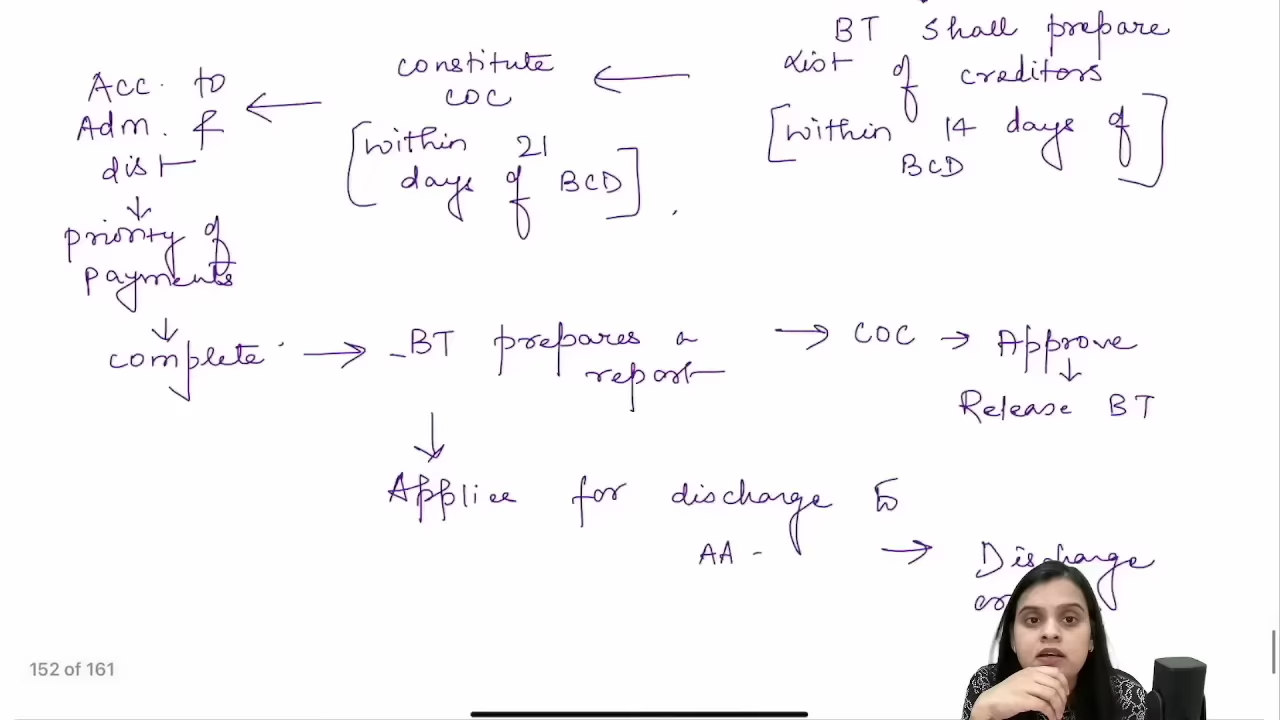 BT shall prepare
List of creditors
[within 14 days of
BCD]
constitute
COC
[within 21
days of BCD]
Acc. to
Adm. &
dist
priority of
payments
complete
BT prepares a
report
COC → Approve
Release BT
Applies for discharge to
AA -
Discharge
152 of 161